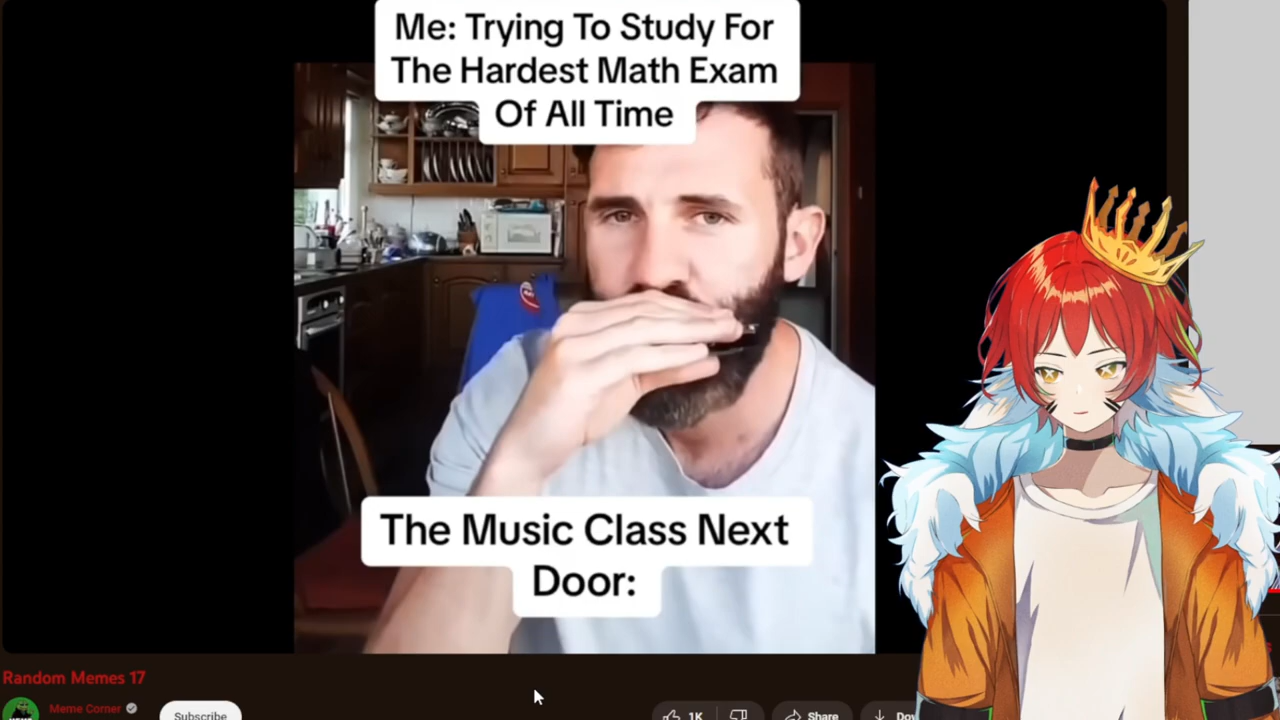 Me: Trying To Study For
The Hardest Math Exam
Of All Time
The Music Class Next
Door:
Random Memes 17
Meme Corner
Subscribe
1K
Share